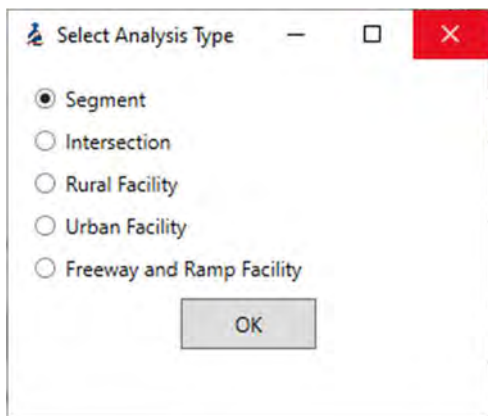 Select Analysis Type
Segment
Intersection
Rural Facility
Urban Facility
Freeway and Ramp Facility
OK